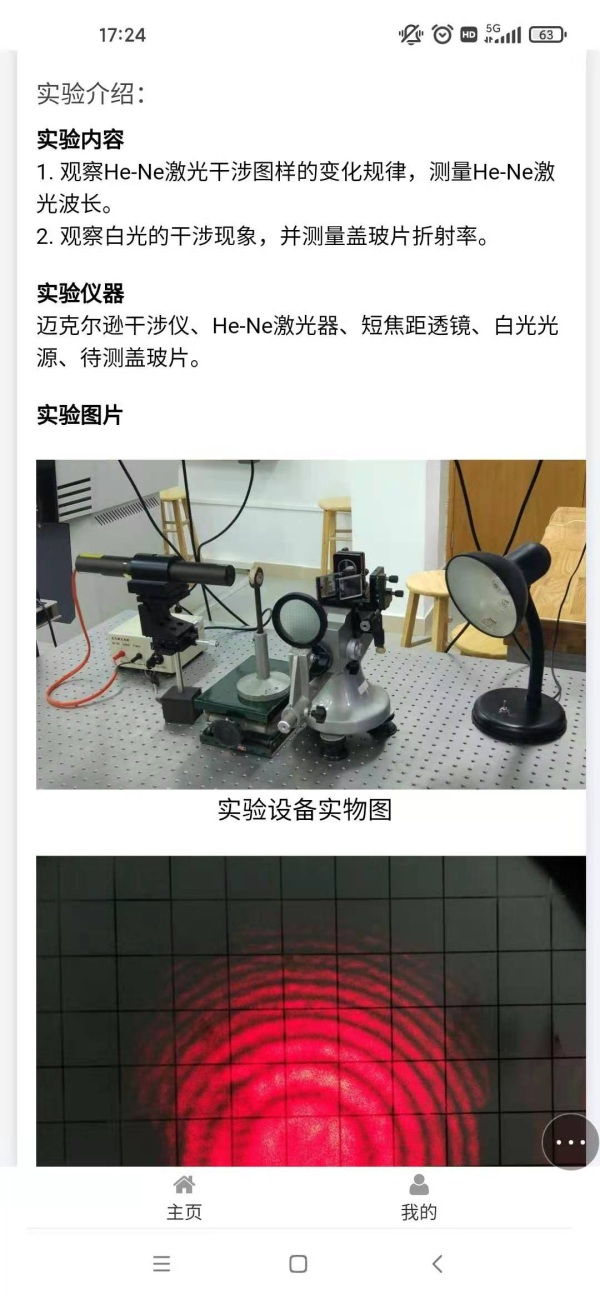 17:24
HD
5G
63
实验介绍：
实验内容
1. 观察He-Ne激光干涉图样的变化规律，测量He-Ne激
光波长。
2. 观察白光的干涉现象，并测量盖玻片折射率。
实验仪器
迈克尔逊干涉仪、He-Ne激光器、短焦距透镜、白光光
源、待测盖玻片。
实验图片
实验设备实物图
主页
我的